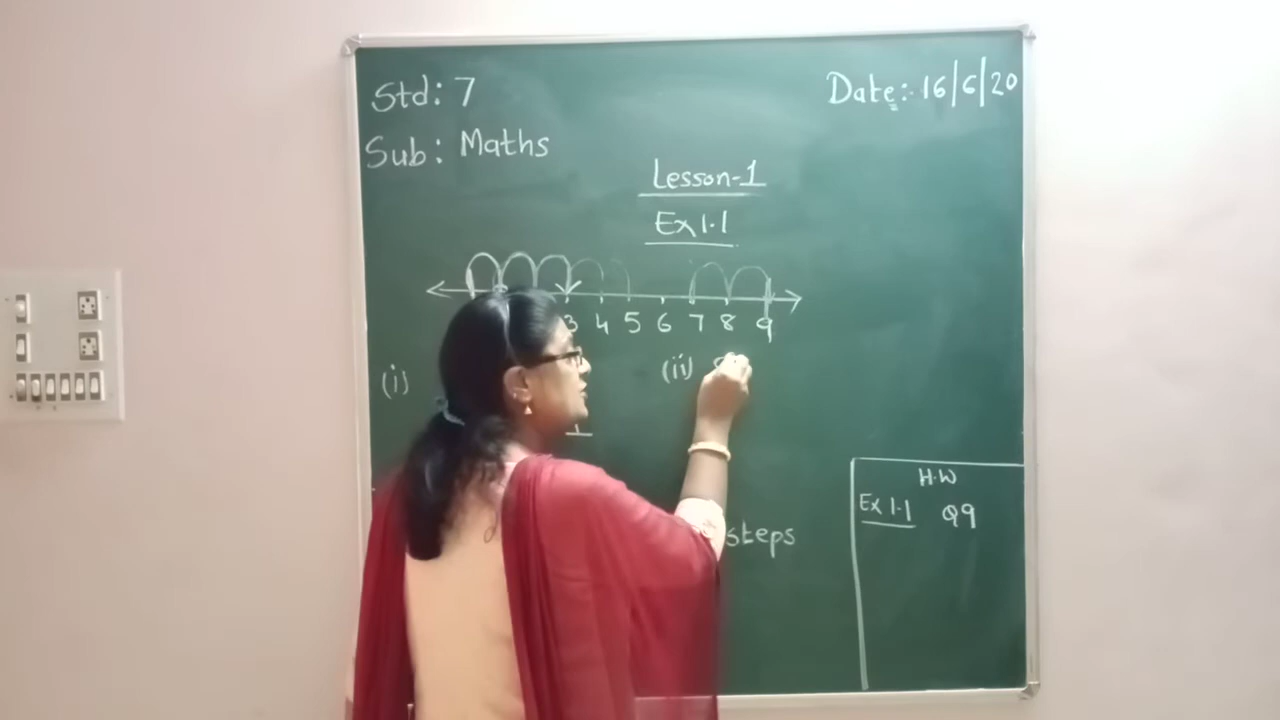 Std: 7
Date: 16/6/20
Sub: Maths
Lesson-1
Ex 1.1
3 4 5 6 7 8 9
(i)
(ii)
H.W
Ex 1.1 Q9
steps